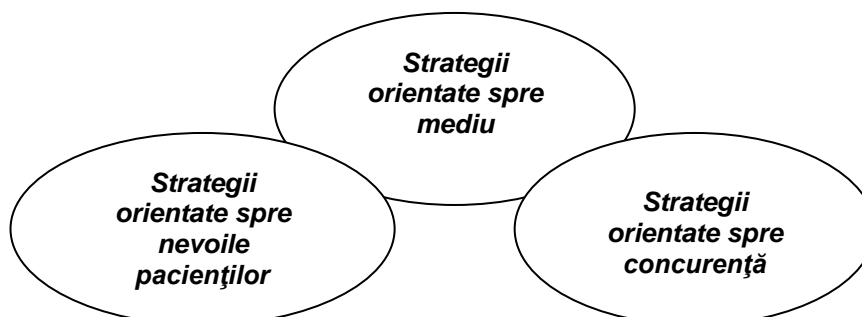 Strategii
orientate spre
mediu
Strategii
orientate spre
nevoile
pacienţilor
Strategii
orientate spre
concurenţă